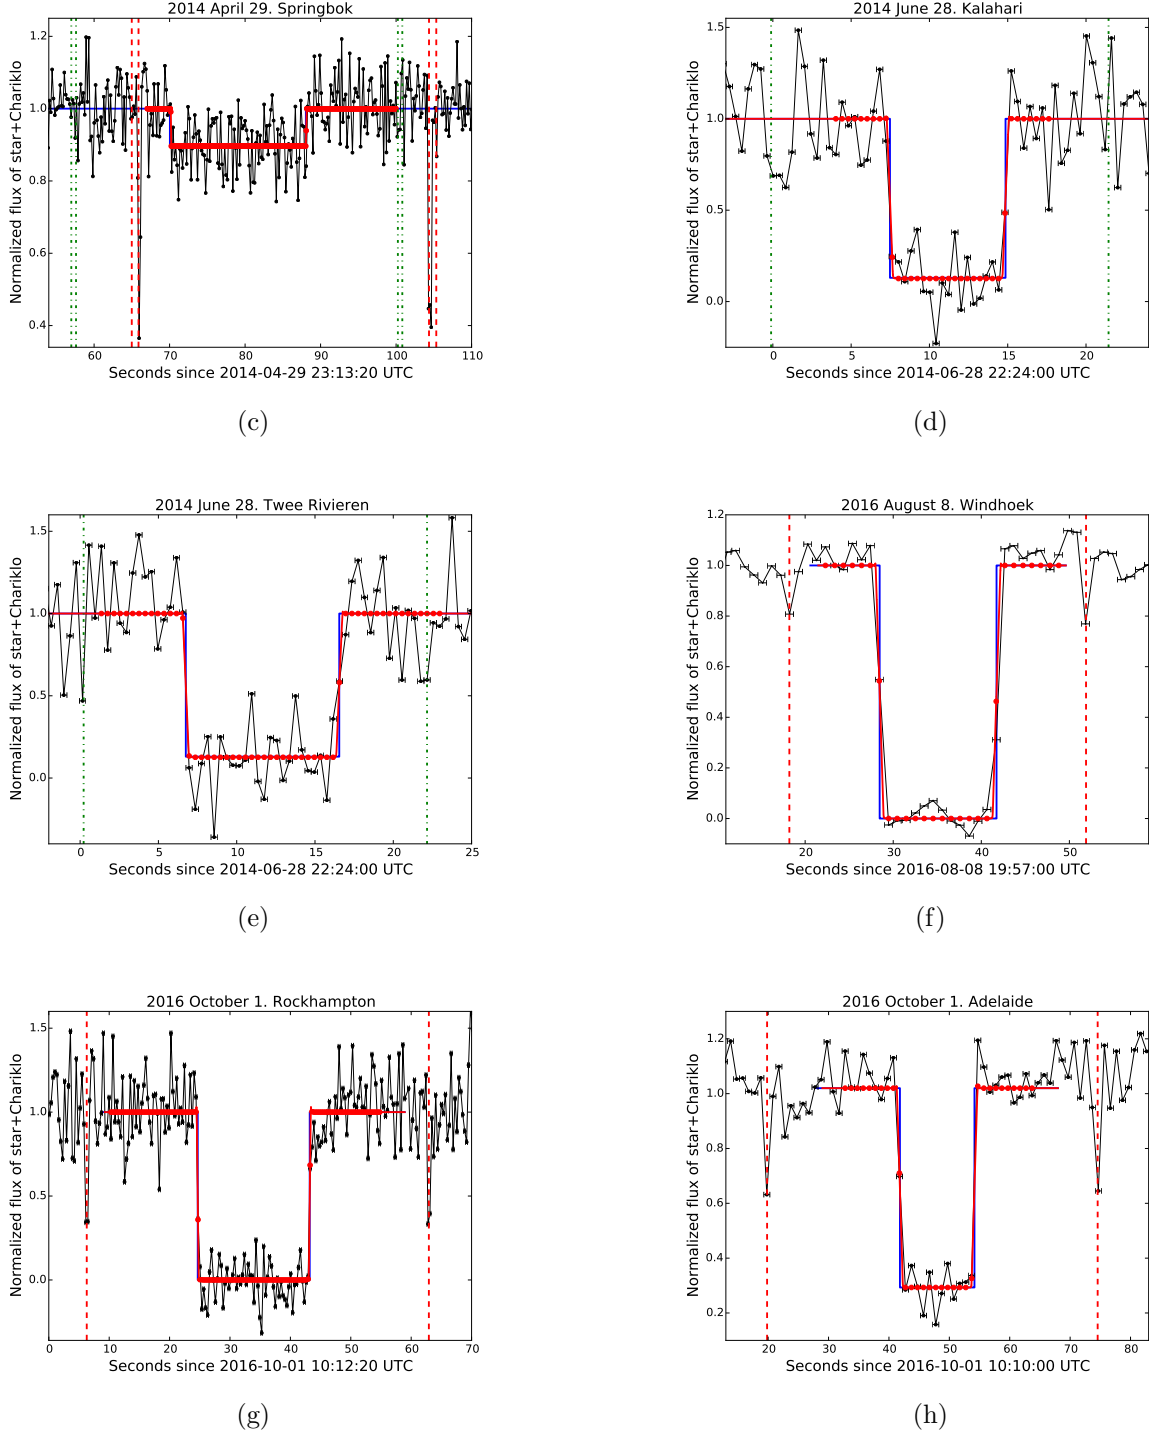 2014 April 29. Springbok
Normalized flux of star+Chariklo
1.2
1.0
0.8
0.6
0.4
60 70 80 90 100 110
Seconds since 2014-04-29 23:13:20 UTC
(c)
2014 June 28. Kalahari
Normalized flux of star+Chariklo
1.5
1.0
0.5
0.0
0 5 10 15 20
Seconds since 2014-06-28 22:24:00 UTC
(d)
2014 June 28. Twee Rivieren
Normalized flux of star+Chariklo
1.5
1.0
0.5
0.0
0 5 10 15 20 25
Seconds since 2014-06-28 22:24:00 UTC
(e)
2016 August 8. Windhoek
Normalized flux of star+Chariklo
1.2
1.0
0.8
0.6
0.4
0.2
0.0
20 30 40 50
Seconds since 2016-08-08 19:57:00 UTC
(f)
2016 October 1. Rockhampton
Normalized flux of star+Chariklo
1.5
1.0
0.5
0.0
0 10 20 30 40 50 60 70
Seconds since 2016-10-01 10:12:20 UTC
(g)
2016 October 1. Adelaide
Normalized flux of star+Chariklo
1.2
1.0
0.8
0.6
0.4
0.2
20 30 40 50 60 70 80
Seconds since 2016-10-01 10:10:00 UTC
(h)